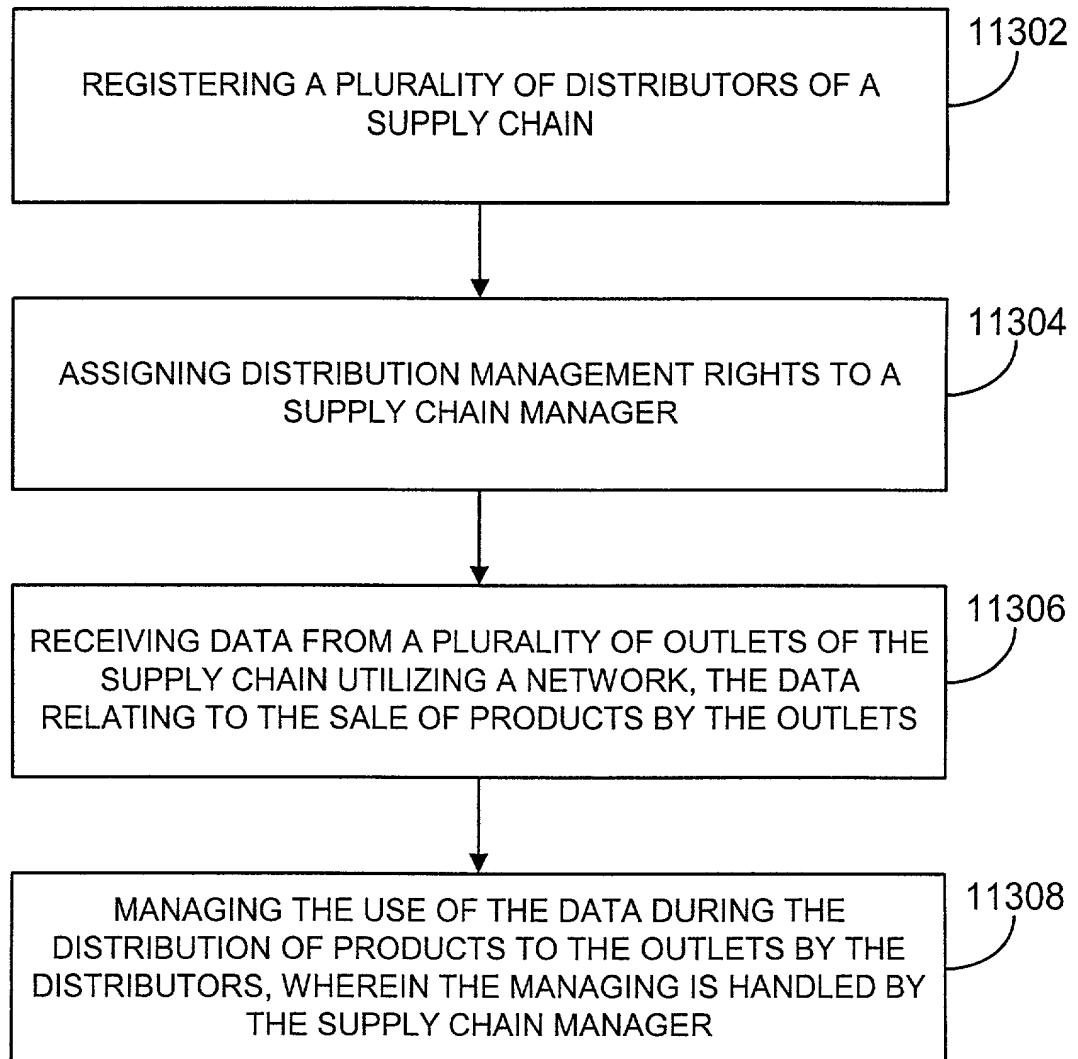 11302
REGISTERING A PLURALITY OF DISTRIBUTORS OF A
SUPPLY CHAIN
11304
ASSIGNING DISTRIBUTION MANAGEMENT RIGHTS TO A
SUPPLY CHAIN MANAGER
11306
RECEIVING DATA FROM A PLURALITY OF OUTLETS OF THE
SUPPLY CHAIN UTILIZING A NETWORK, THE DATA
RELATING TO THE SALE OF PRODUCTS BY THE OUTLETS
11308
MANAGING THE USE OF THE DATA DURING THE
DISTRIBUTION OF PRODUCTS TO THE OUTLETS BY THE
DISTRIBUTORS, WHEREIN THE MANAGING IS HANDLED BY
THE SUPPLY CHAIN MANAGER